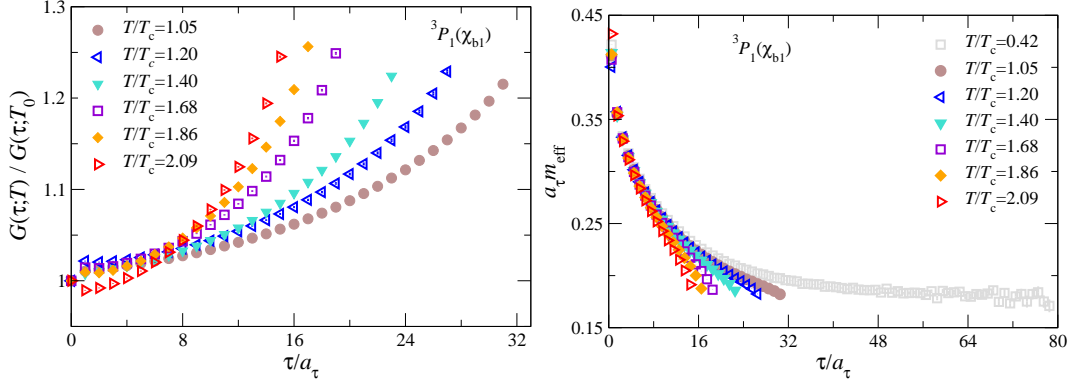 ³P₁(χb1)
T/Tc=1.05
T/Tc=1.20
T/Tc=1.40
T/Tc=1.68
T/Tc=1.86
T/Tc=2.09
G(τ;T) / G(τ;T₀)
1.3
1.2
1.1
1
0 8 16 24 32
τ/aτ
³P₁(χb1)
T/Tc=0.42
T/Tc=1.05
T/Tc=1.20
T/Tc=1.40
T/Tc=1.68
T/Tc=1.86
T/Tc=2.09
aτmeff
0.45
0.35
0.25
0.15
0 16 32 48 64 80
τ/aτ